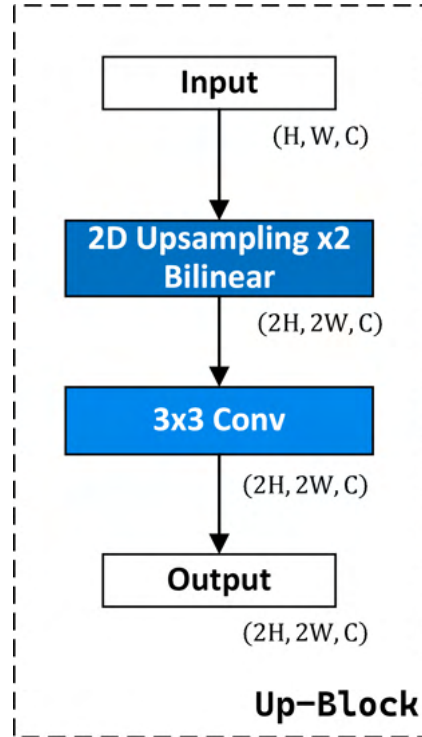 Input
(H, W, C)
2D Upsampling x2
Bilinear
(2H, 2W, C)
3x3 Conv
(2H, 2W, C)
Output
(2H, 2W, C)
Up-Block